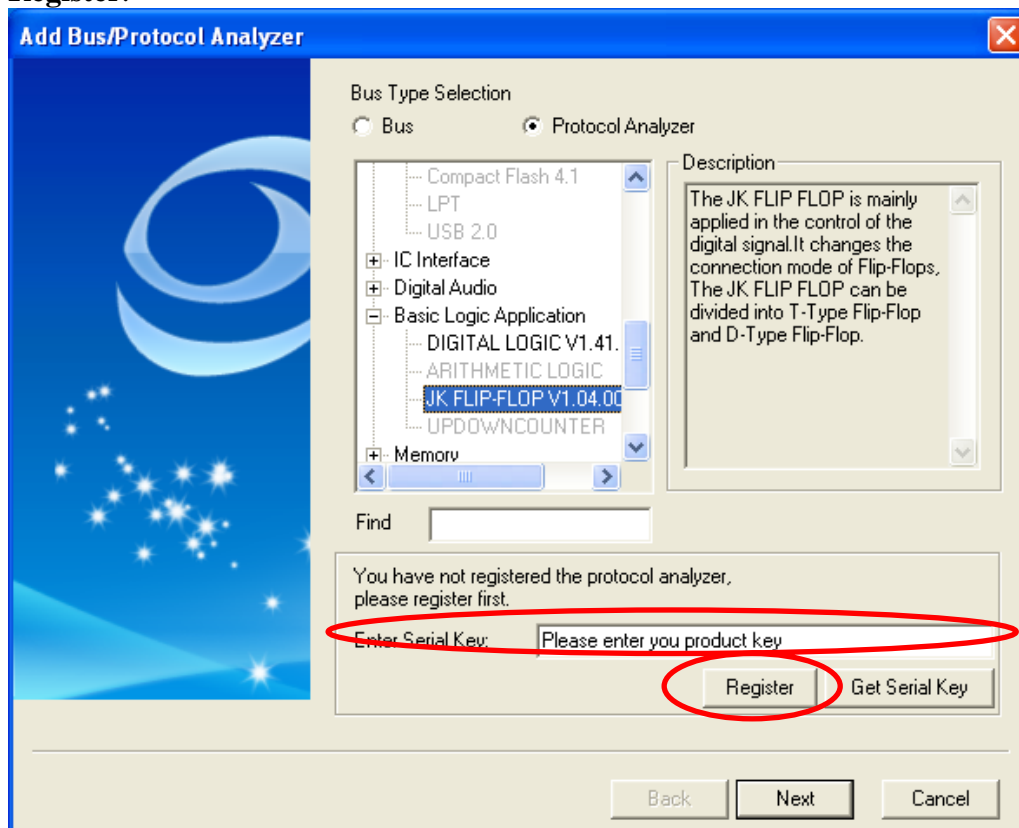 Register.
Add Bus/Protocol Analyzer
Bus Type Selection
Bus
Protocol Analyzer
Compact Flash 4.1
LPT
USB 2.0
IC Interface
Digital Audio
Basic Logic Application
DIGITAL LOGIC V1.41.
ARITHMETIC LOGIC
JK FLIP-FLOP V1.04.00
UPDOWNCOUNTER
Memory
Description
The JK FLIP FLOP is mainly
applied in the control of the
digital signal.It changes the
connection mode of Flip-Flops,
The JK FLIP FLOP can be
divided into T-Type Flip-Flop
and D-Type Flip-Flop.
Find
You have not registered the protocol analyzer,
please register first.
Enter Serial Key:
Please enter you product key
Register
Get Serial Key
Back
Next
Cancel